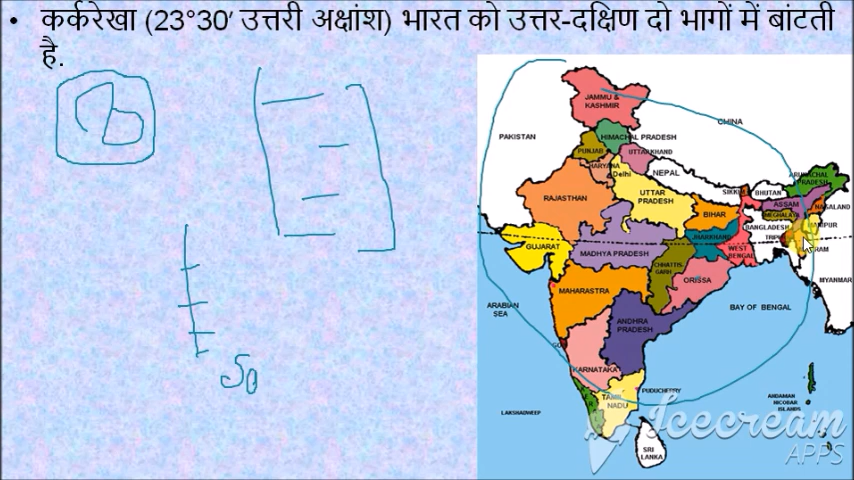 • कर्करेखा (23°30' उत्तरी अक्षांश) भारत को उत्तर-दक्षिण दो भागों में बांटती
है.
JAMMU &
KASHMIR
CHINA
PAKISTAN
HIMACHAL PRADESH
PUNJAB
UTTARKHAND
HARYANA
Delhi
NEPAL
ARUNACHAL
PRADESH
SIKKIM
BHUTAN
RAJASTHAN
UTTAR
PRADESH
ASSAM
NAGALAND
BIHAR
MEGHALAYA
BANGLADESH
MANIPUR
GUJARAT
JHARKHAND
MADHYA PRADESH
WEST
BENGAL
CHHATTIS
GARH
ORISSA
MYANMAR
MAHARASTRA
ARABIAN
SEA
BAY OF BENGAL
ANDHRA
PRADESH
KARNATAKA
50
PUDUCHERRY
TAMIL
NADU
ANDAMAN
NICOBAR
ISLANDS
LAKSHADWEEP
SRI
LANKA
Icecream
APPS